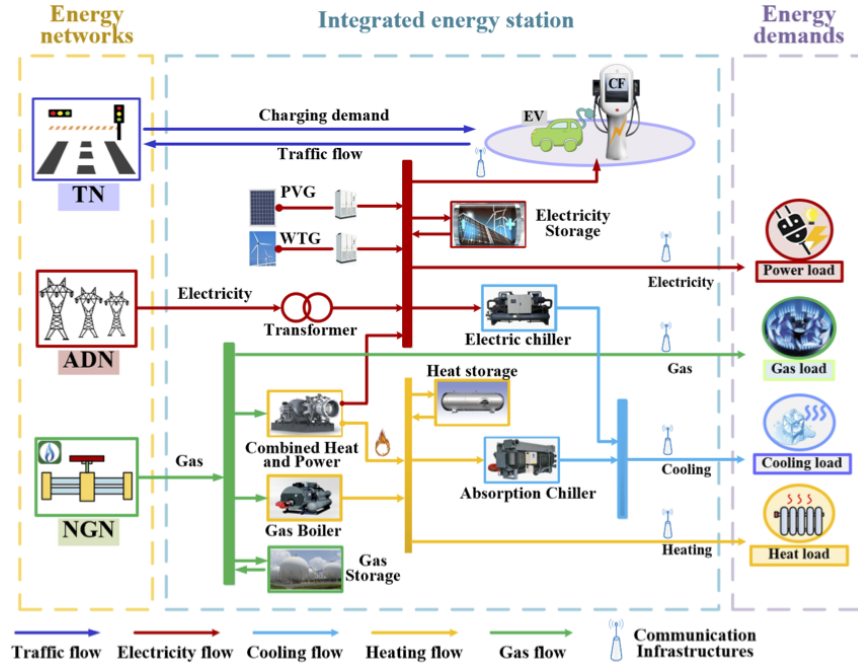 Energy
networks
Integrated energy station
Energy
demands
TN
Charging demand
Traffic flow
EV
CF
PVG
WTG
Electricity
Storage
Electricity
Power load
ADN
Electricity
Transformer
Electric chiller
Gas
Gas load
Heat storage
Combined Heat
and Power
Absorption Chiller
Cooling
Cooling load
NGN
Gas
Gas Boiler
Gas
Storage
Heating
Heat load
Traffic flow
Electricity flow
Cooling flow
Heating flow
Gas flow
Communication
Infrastructures